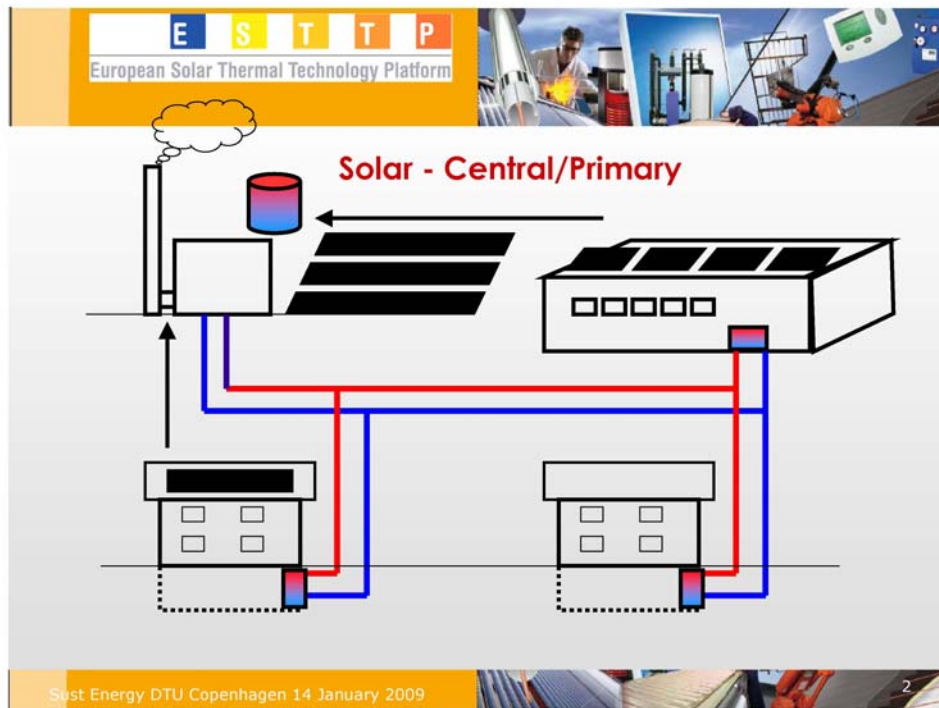 E S T T P
European Solar Thermal Technology Platform
Solar - Central/Primary
Sust Energy DTU Copenhagen 14 January 2009
2